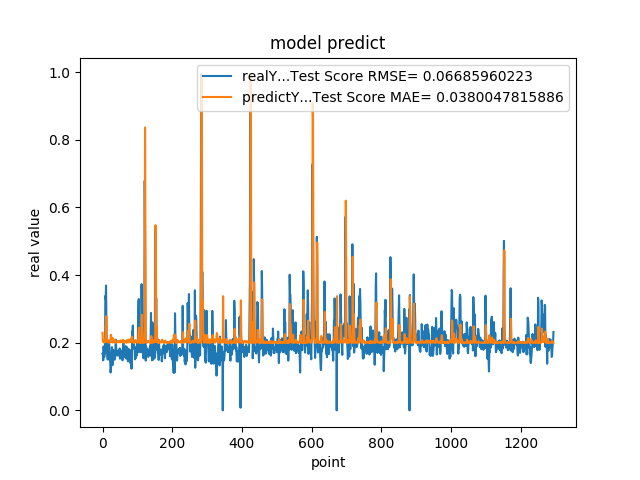 model predict
realY...Test Score RMSE= 0.06685960223
predictY...Test Score MAE= 0.0380047815886
1.0
0.8
0.6
0.4
0.2
0.0
real value
0 200 400 600 800 1000 1200
point